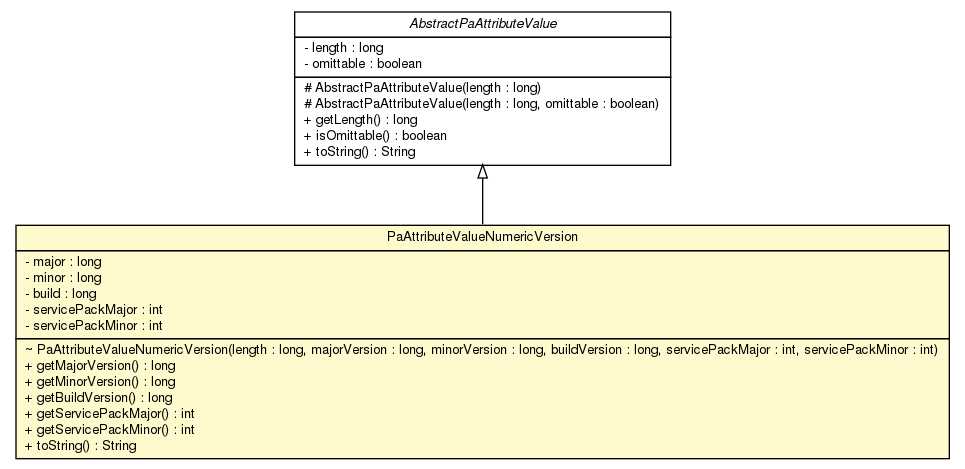 AbstractPaAttributeValue
- length : long
- omittable : boolean
# AbstractPaAttributeValue(length : long)
# AbstractPaAttributeValue(length : long, omittable : boolean)
+ getLength() : long
+ isOmittable() : boolean
+ toString() : String
PaAttributeValueNumericVersion
- major : long
- minor : long
- build : long
- servicePackMajor : int
- servicePackMinor : int
~ PaAttributeValueNumericVersion(length : long, majorVersion : long, minorVersion : long, buildVersion : long, servicePackMajor : int, servicePackMinor : int)
+ getMajorVersion() : long
+ getMinorVersion() : long
+ getBuildVersion() : long
+ getServicePackMajor() : int
+ getServicePackMinor() : int
+ toString() : String